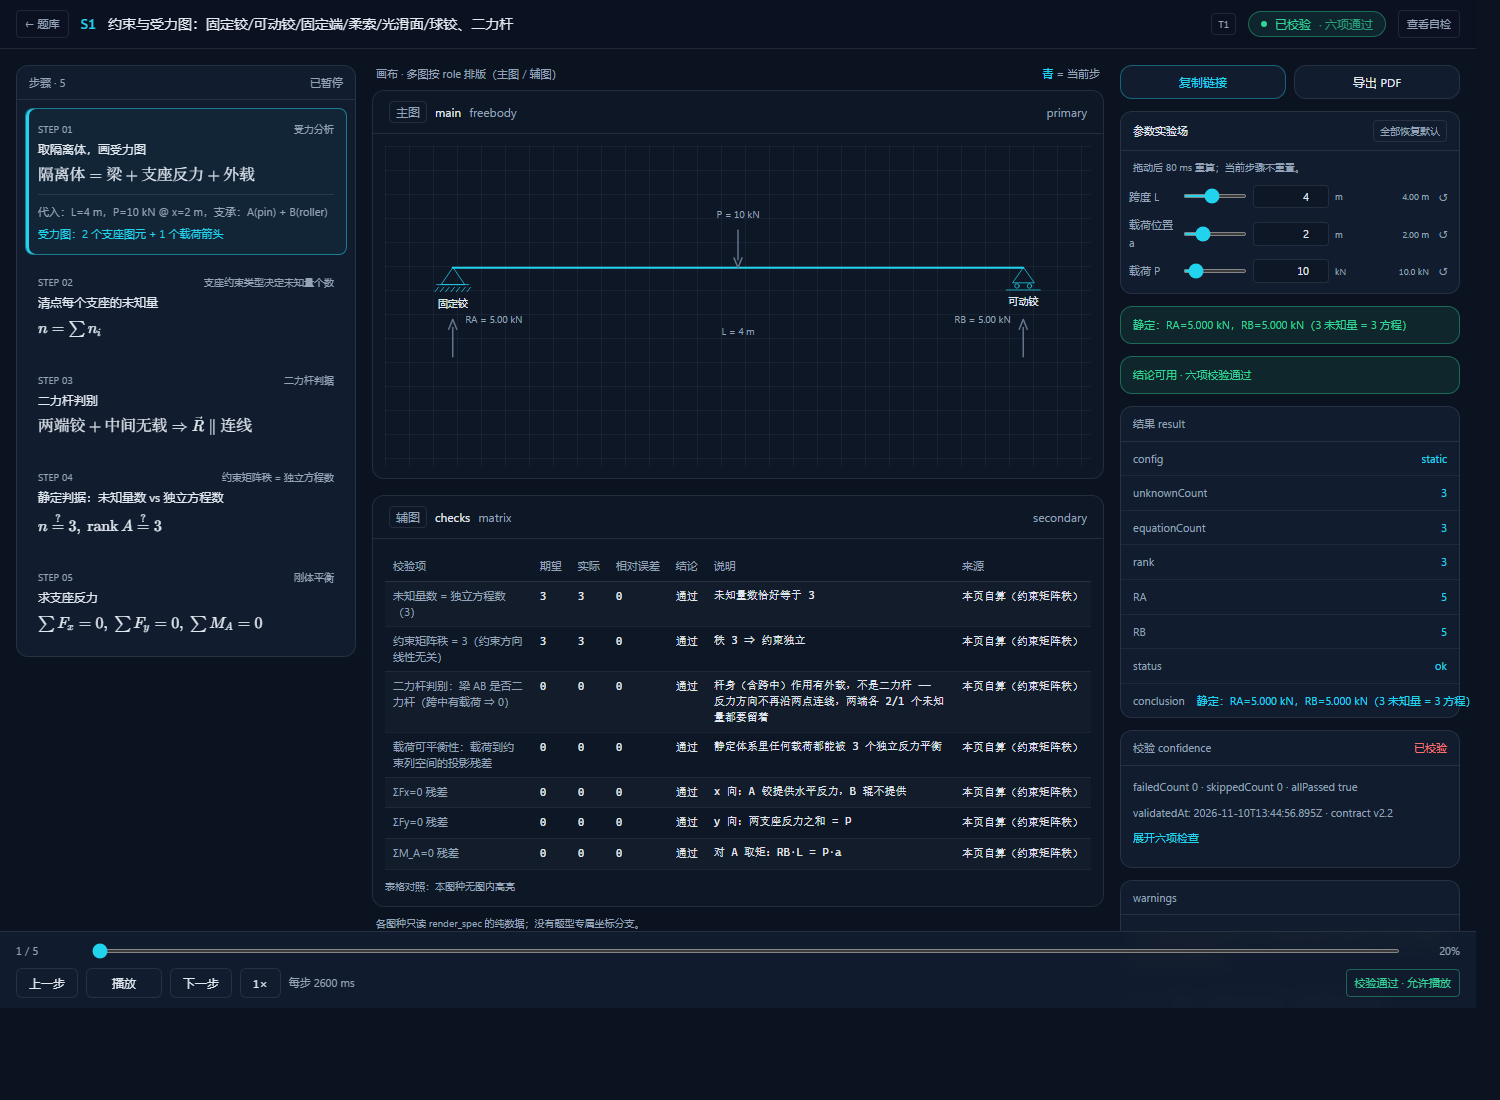 ← 题库
S1
约束与受力图：固定铰/可动铰/固定端/柔索/光滑面/球铰、二力杆
T1
已校验 · 六项通过
查看自检
步骤 · 5
已暂停
STEP 01
受力分析
取隔离体，画受力图
隔离体 = 梁 + 支座反力 + 外载
代入：L=4 m，P=10 kN @ x=2 m，支承：A(pin) + B(roller)
受力图：2 个支座图元 + 1 个载荷箭头
STEP 02
支座约束类型决定未知量个数
清点每个支座的未知量
n = ∑ nᵢ
STEP 03
二力杆判据
二力杆判别
两端铰 + 中间无载 ⇒ R⃗ ∥ 连线
STEP 04
约束矩阵秩 = 独立方程数
静定判据：未知量数 vs 独立方程数
n ≟ 3, rank A ≟ 3
STEP 05
刚体平衡
求支座反力
∑ Fₓ = 0, ∑ F_y = 0, ∑ M_A = 0
画布 · 多图按 role 排版（主图 / 辅图）
青 = 当前步
主图
main
freebody
primary
P = 10 kN
固定铰
可动铰
RA = 5.00 kN
RB = 5.00 kN
L = 4 m
辅图
checks
matrix
secondary
校验项 期望 实际 相对误差 结论 说明 来源
未知量数 = 独立方程数（3） 3 3 0 通过 未知量数恰好等于 3 本页自算（约束矩阵秩）
约束矩阵秩 = 3（约束方向线性无关） 3 3 0 通过 秩 3 ⇒ 约束独立 本页自算（约束矩阵秩）
二力杆判别：梁 AB 是否二力杆（跨中有载荷 ⇒ 0） 0 0 0 通过 杆身（含跨中）作用有外载，不是二力杆 —— 反力方向不再沿两点连线，两端各 2/1 个未知量都要留着 本页自算（约束矩阵秩）
载荷可平衡性：载荷到约束列空间的投影残差 0 0 0 通过 静定体系里任何载荷都能被 3 个独立反力平衡 本页自算（约束矩阵秩）
ΣFx=0 残差 0 0 0 通过 x 向：A 铰提供水平反力，B 辊不提供 本页自算（约束矩阵秩）
ΣFy=0 残差 0 0 0 通过 y 向：两支座反力之和 = P 本页自算（约束矩阵秩）
ΣM_A=0 残差 0 0 0 通过 对 A 取矩：RB·L = P·a 本页自算（约束矩阵秩）
表格对照：本图种无图内高亮
各图种只读 render_spec 的纯数据；没有题型专属坐标分支。
复制链接
导出 PDF
参数实验场
全部恢复默认
拖动后 80 ms 重算；当前步骤不重置。
跨度 L 4 m 4.00 m ↺
载荷位置 a 2 m 2.00 m ↺
载荷 P 10 kN 10.0 kN ↺
静定：RA=5.000 kN，RB=5.000 kN（3 未知量 = 3 方程）
结论可用 · 六项校验通过
结果 result
config static
unknownCount 3
equationCount 3
rank 3
RA 5
RB 5
status ok
conclusion 静定：RA=5.000 kN，RB=5.000 kN（3 未知量 = 3 方程）
校验 confidence
已校验
failedCount 0 · skippedCount 0 · allPassed true
validatedAt: 2026-11-10T13:44:56.895Z · contract v2.2
展开六项检查
warnings
1 / 5
20%
上一步
播放
下一步
1×
每步 2600 ms
校验通过 · 允许播放